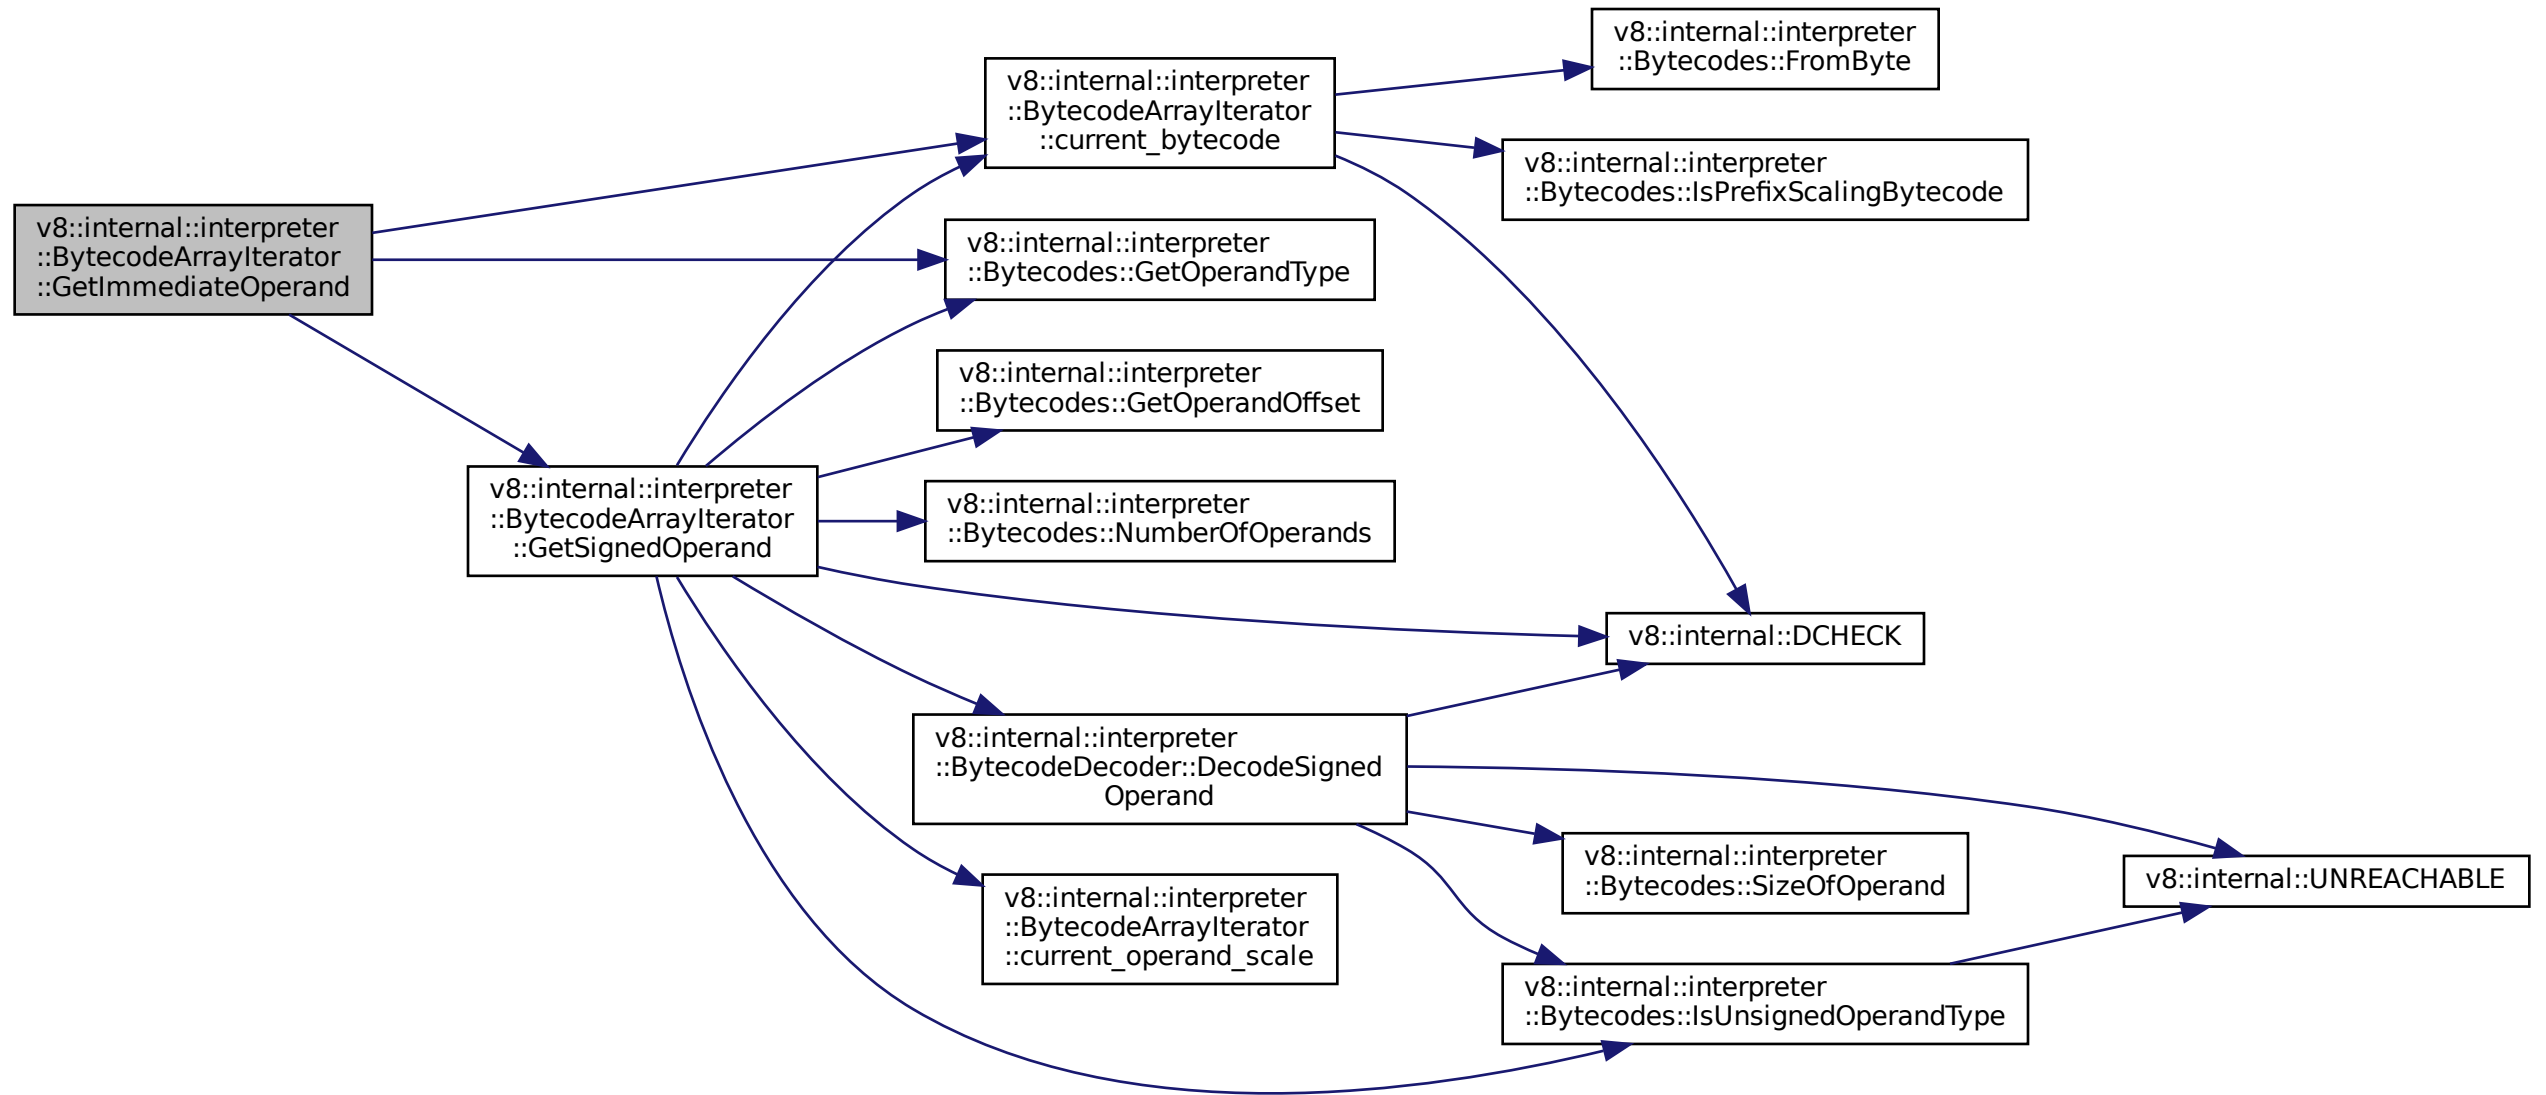 v8::internal::interpreter
::BytecodeArrayIterator
::GetImmediateOperand
v8::internal::interpreter
::BytecodeArrayIterator
::current_bytecode
v8::internal::interpreter
::Bytecodes::FromByte
v8::internal::interpreter
::Bytecodes::IsPrefixScalingBytecode
v8::internal::interpreter
::Bytecodes::GetOperandType
v8::internal::interpreter
::Bytecodes::GetOperandOffset
v8::internal::interpreter
::BytecodeArrayIterator
::GetSignedOperand
v8::internal::interpreter
::Bytecodes::NumberOfOperands
v8::internal::DCHECK
v8::internal::interpreter
::BytecodeDecoder::DecodeSigned
Operand
v8::internal::interpreter
::Bytecodes::SizeOfOperand
v8::internal::UNREACHABLE
v8::internal::interpreter
::BytecodeArrayIterator
::current_operand_scale
v8::internal::interpreter
::Bytecodes::IsUnsignedOperandType